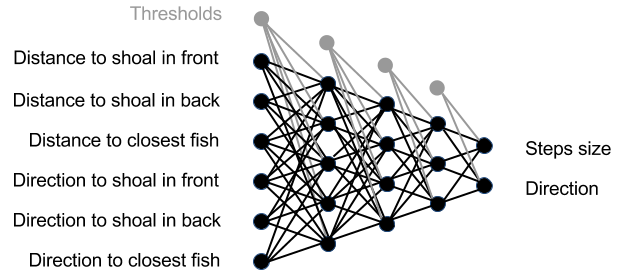 Thresholds
Distance to shoal in front
Distance to shoal in back
Distance to closest fish
Direction to shoal in front
Direction to shoal in back
Direction to closest fish
Steps size
Direction